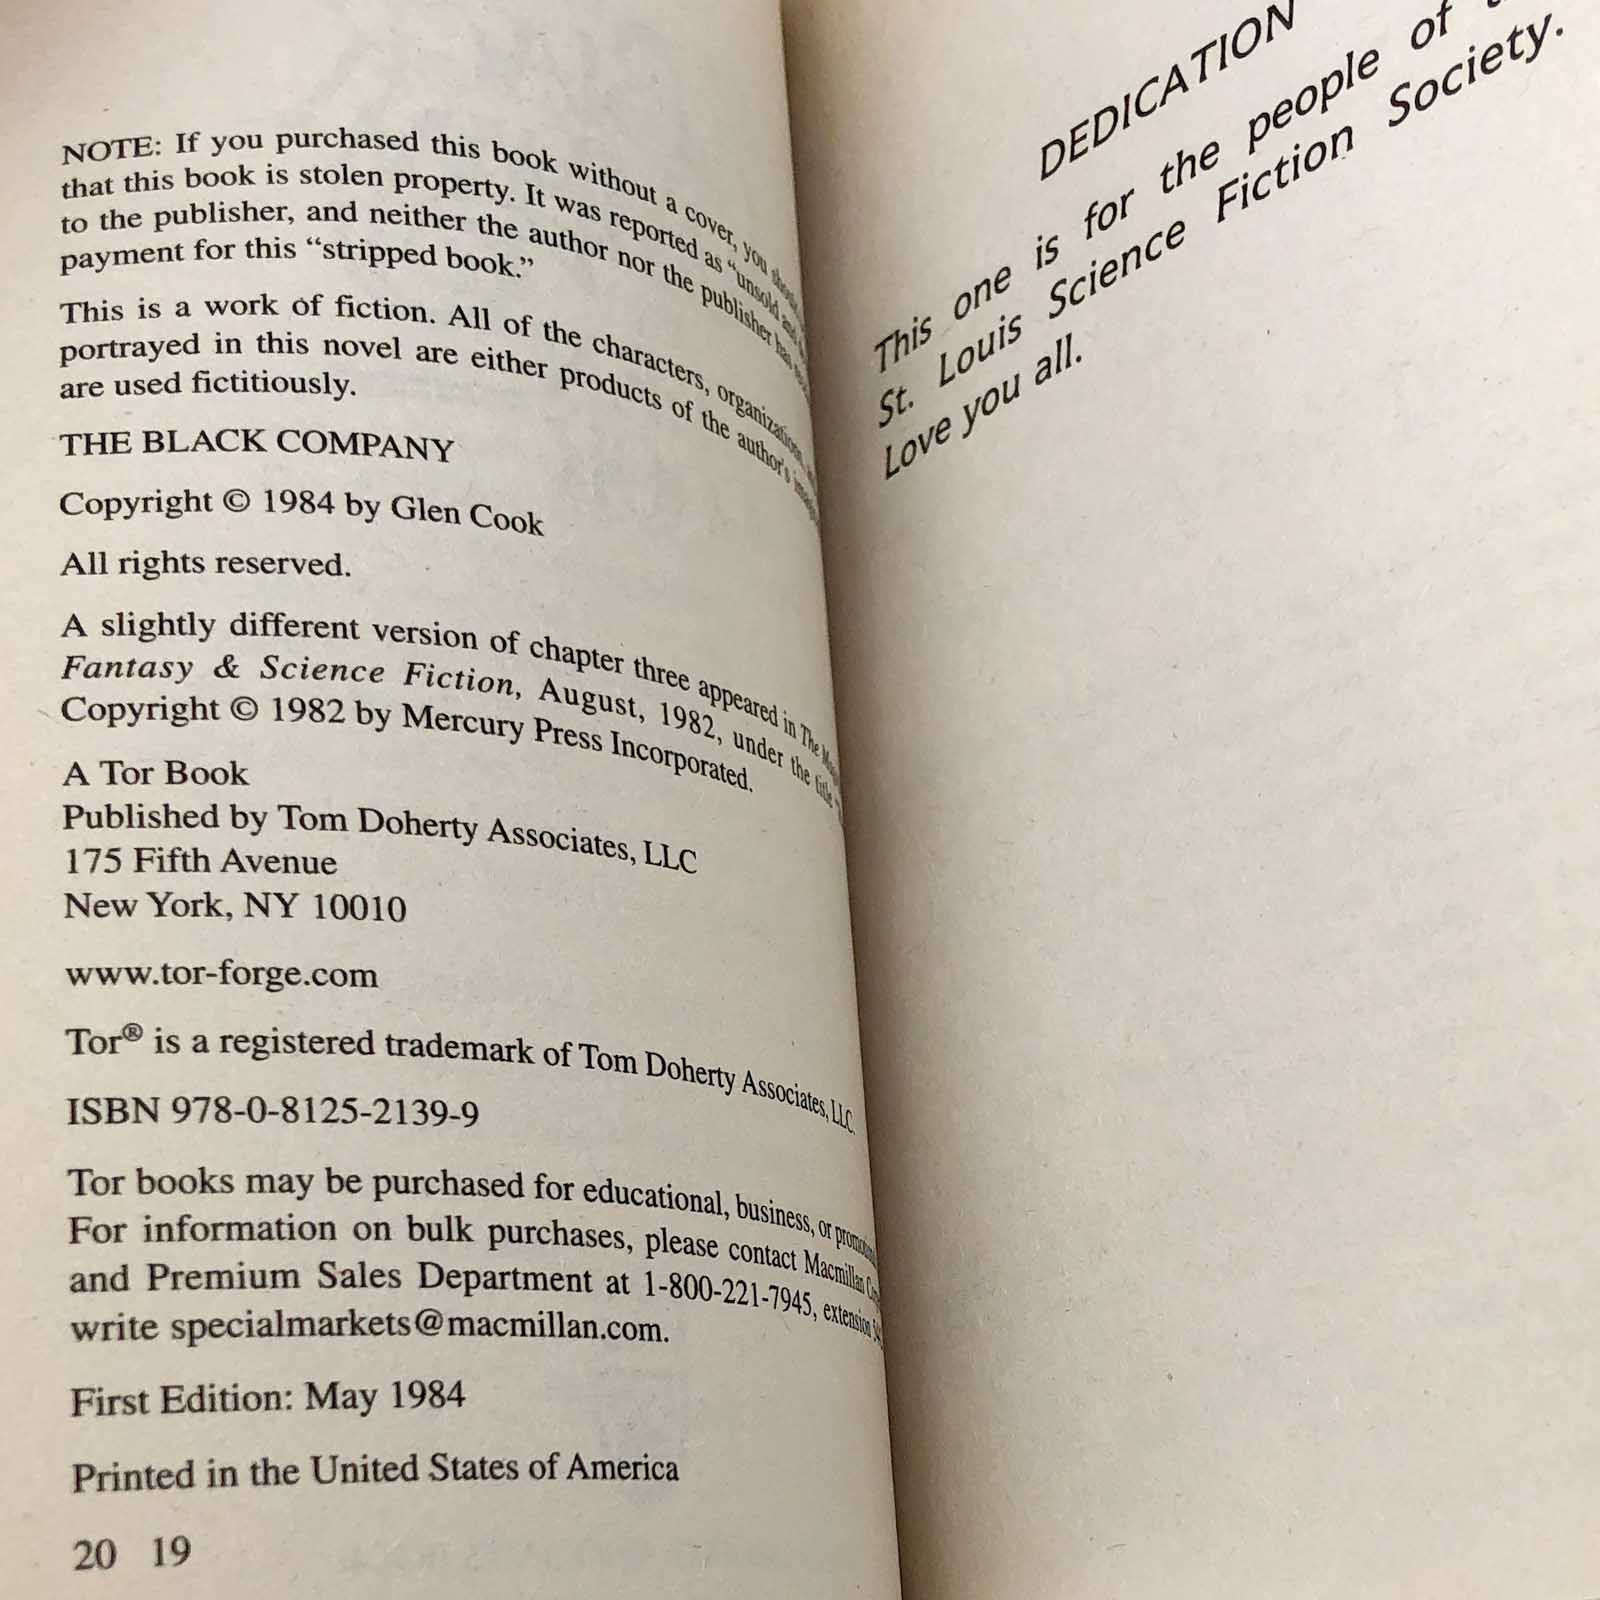 NOTE: If you purchased this book without a cover, you should
that this book is stolen property. It was reported as "unsold and
to the publisher, and neither the author nor the publisher has
payment for this "stripped book."
This is a work of fiction. All of the characters, organizations,
portrayed in this novel are either products of the author's
are used fictitiously.
THE BLACK COMPANY
Copyright © 1984 by Glen Cook
All rights reserved.
A slightly different version of chapter three appeared in The
Fantasy & Science Fiction, August, 1982, under the title
Copyright © 1982 by Mercury Press Incorporated.
A Tor Book
Published by Tom Doherty Associates, LLC
175 Fifth Avenue
New York, NY 10010
www.tor-forge.com
Tor® is a registered trademark of Tom Doherty Associates, LLC.
ISBN 978-0-8125-2139-9
Tor books may be purchased for educational, business, or
For information on bulk purchases, please contact Macmillan
and Premium Sales Department at 1-800-221-7945, extension
write specialmarkets@macmillan.com.
First Edition: May 1984
Printed in the United States of America
20 19
DEDICATION
This one is for the people of
St. Louis Science Fiction Society.
Love you all.